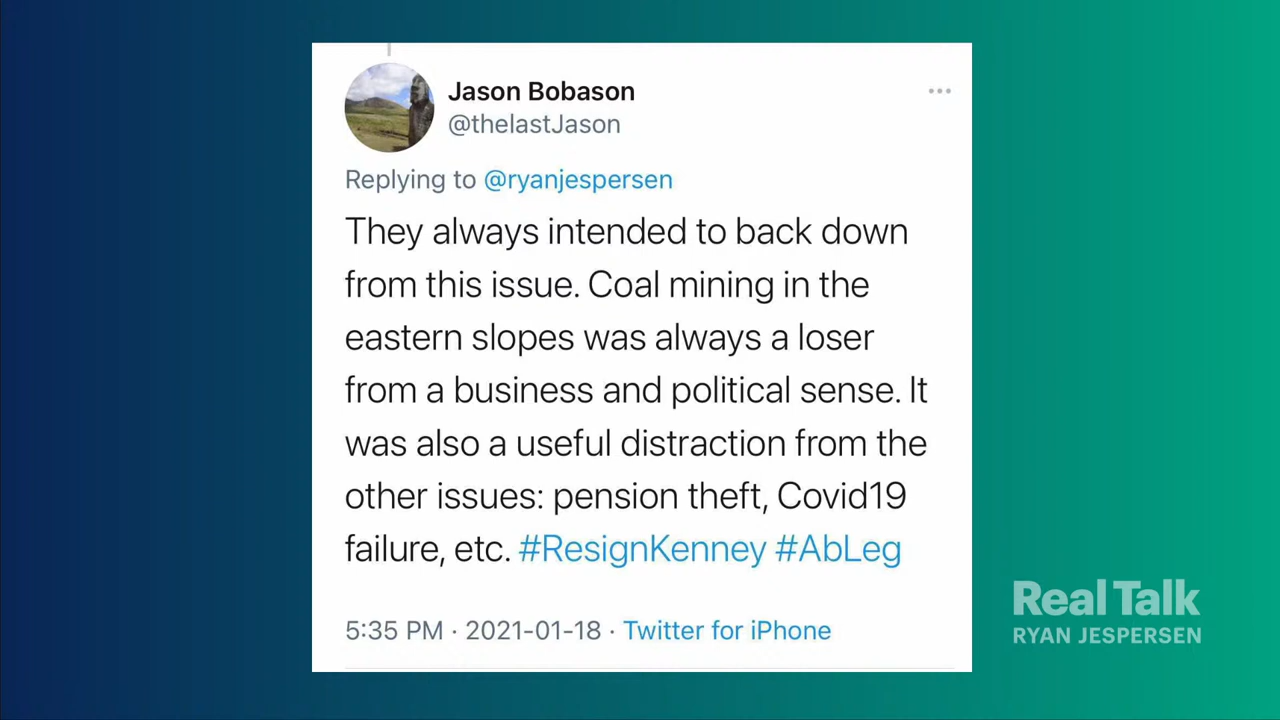 Jason Bobason
@thelastJason
Replying to @ryanjespersen
They always intended to back down
from this issue. Coal mining in the
eastern slopes was always a loser
from a business and political sense. It
was also a useful distraction from the
other issues: pension theft, Covid19
failure, etc. #ResignKenney #AbLeg
5:35 PM · 2021-01-18 · Twitter for iPhone
Real Talk
RYAN JESPERSEN